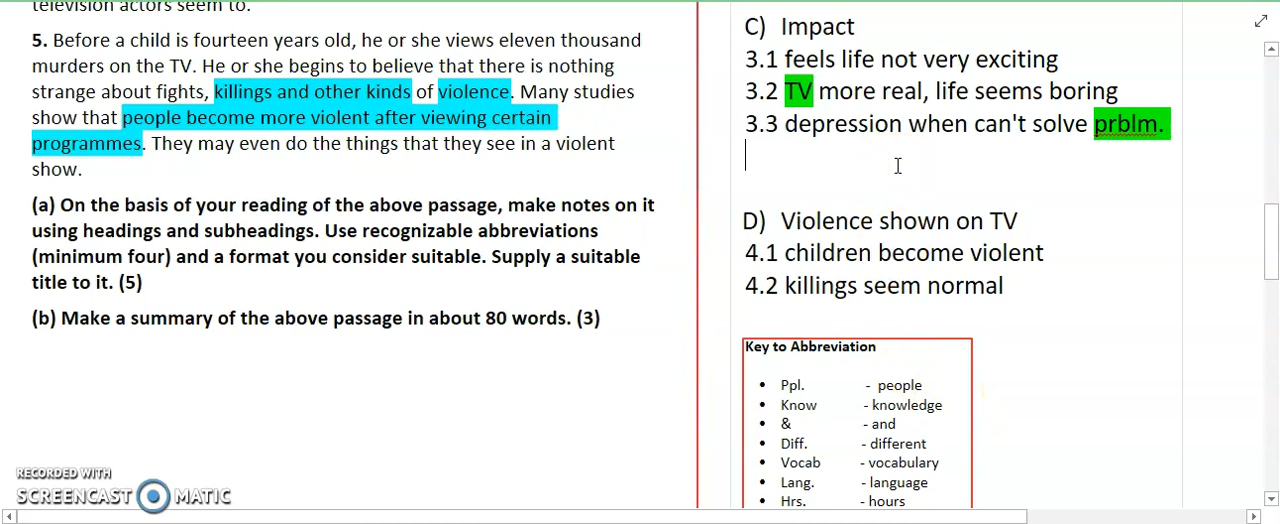 television actors seem to.
5. Before a child is fourteen years old, he or she views eleven thousand
murders on the TV. He or she begins to believe that there is nothing
strange about fights, killings and other kinds of violence. Many studies
show that people become more violent after viewing certain
programmes. They may even do the things that they see in a violent
show.
(a) On the basis of your reading of the above passage, make notes on it
using headings and subheadings. Use recognizable abbreviations
(minimum four) and a format you consider suitable. Supply a suitable
title to it. (5)
(b) Make a summary of the above passage in about 80 words. (3)
RECORDED WITH
SCREENCAST MATIC
C) Impact
3.1 feels life not very exciting
3.2 TV more real, life seems boring
3.3 depression when can't solve prblm.
D) Violence shown on TV
4.1 children become violent
4.2 killings seem normal
Key to Abbreviation
• Ppl. - people
• Know - knowledge
• & - and
• Diff. - different
• Vocab - vocabulary
• Lang. - language
• Hrs. - hours